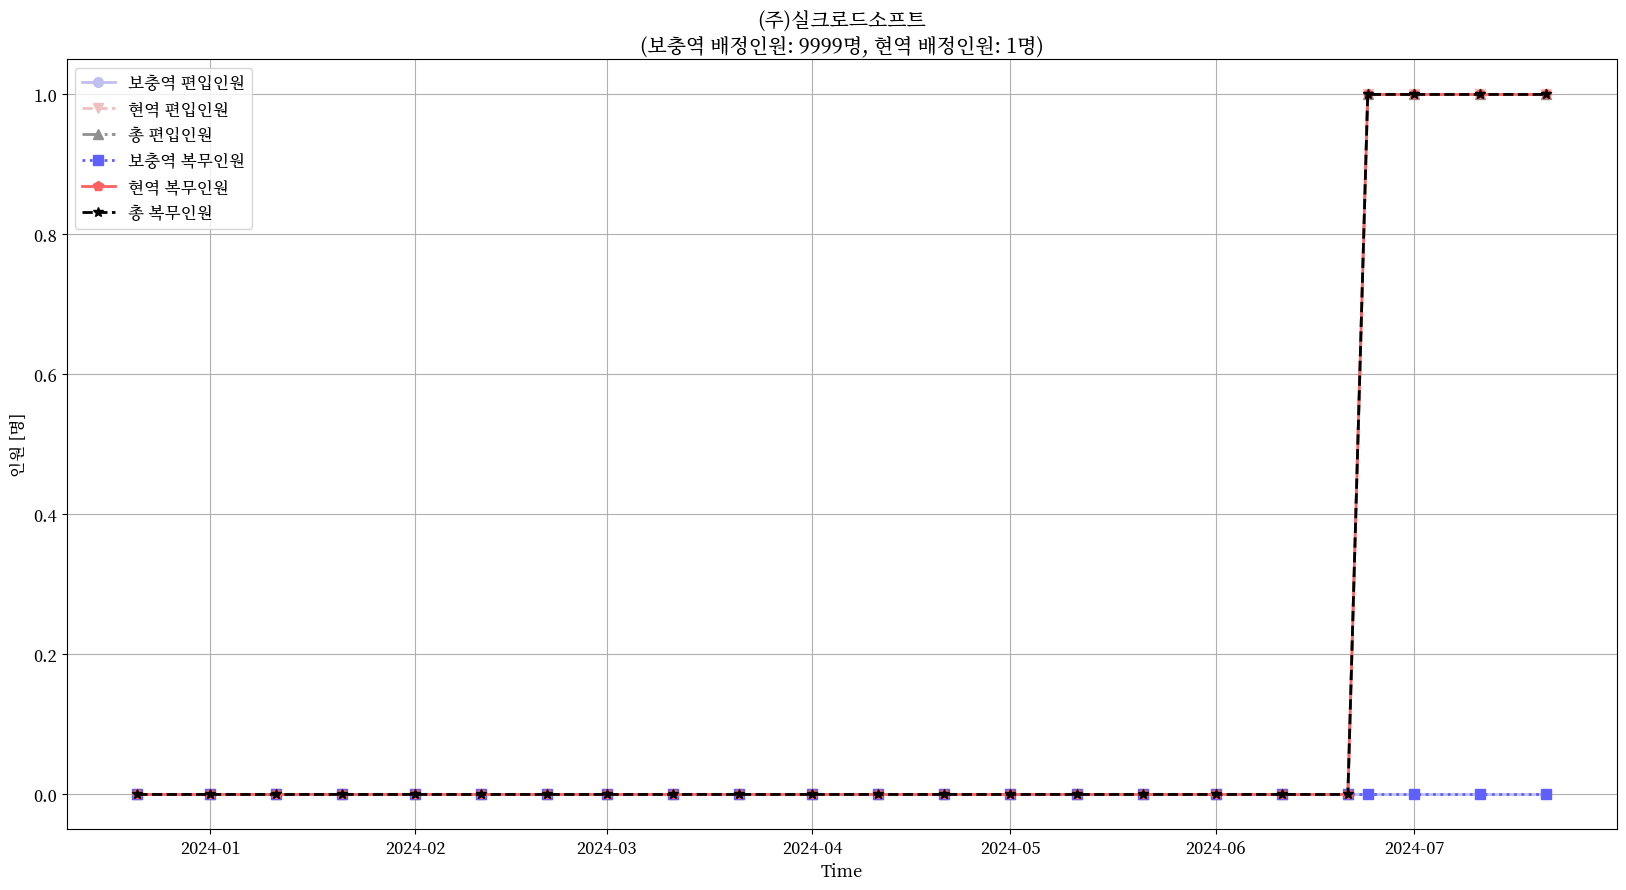 (주)실크로드소프트
(보충역 배정인원: 9999명, 현역 배정인원: 1명)
보충역 편입인원
현역 편입인원
총 편입인원
보충역 복무인원
현역 복무인원
총 복무인원
1.0
0.8
0.6
0.4
0.2
0.0
인원 [명]
2024-01
2024-02
2024-03
2024-04
2024-05
2024-06
2024-07
Time